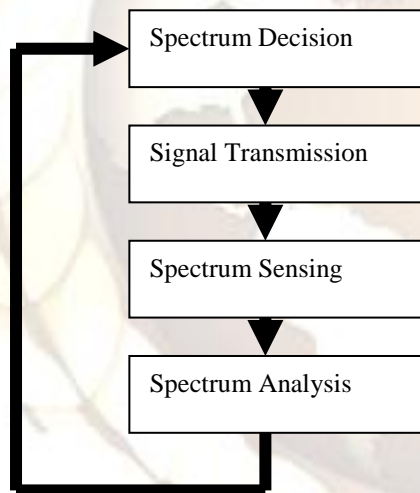 Spectrum Decision
Signal Transmission
Spectrum Sensing
Spectrum Analysis